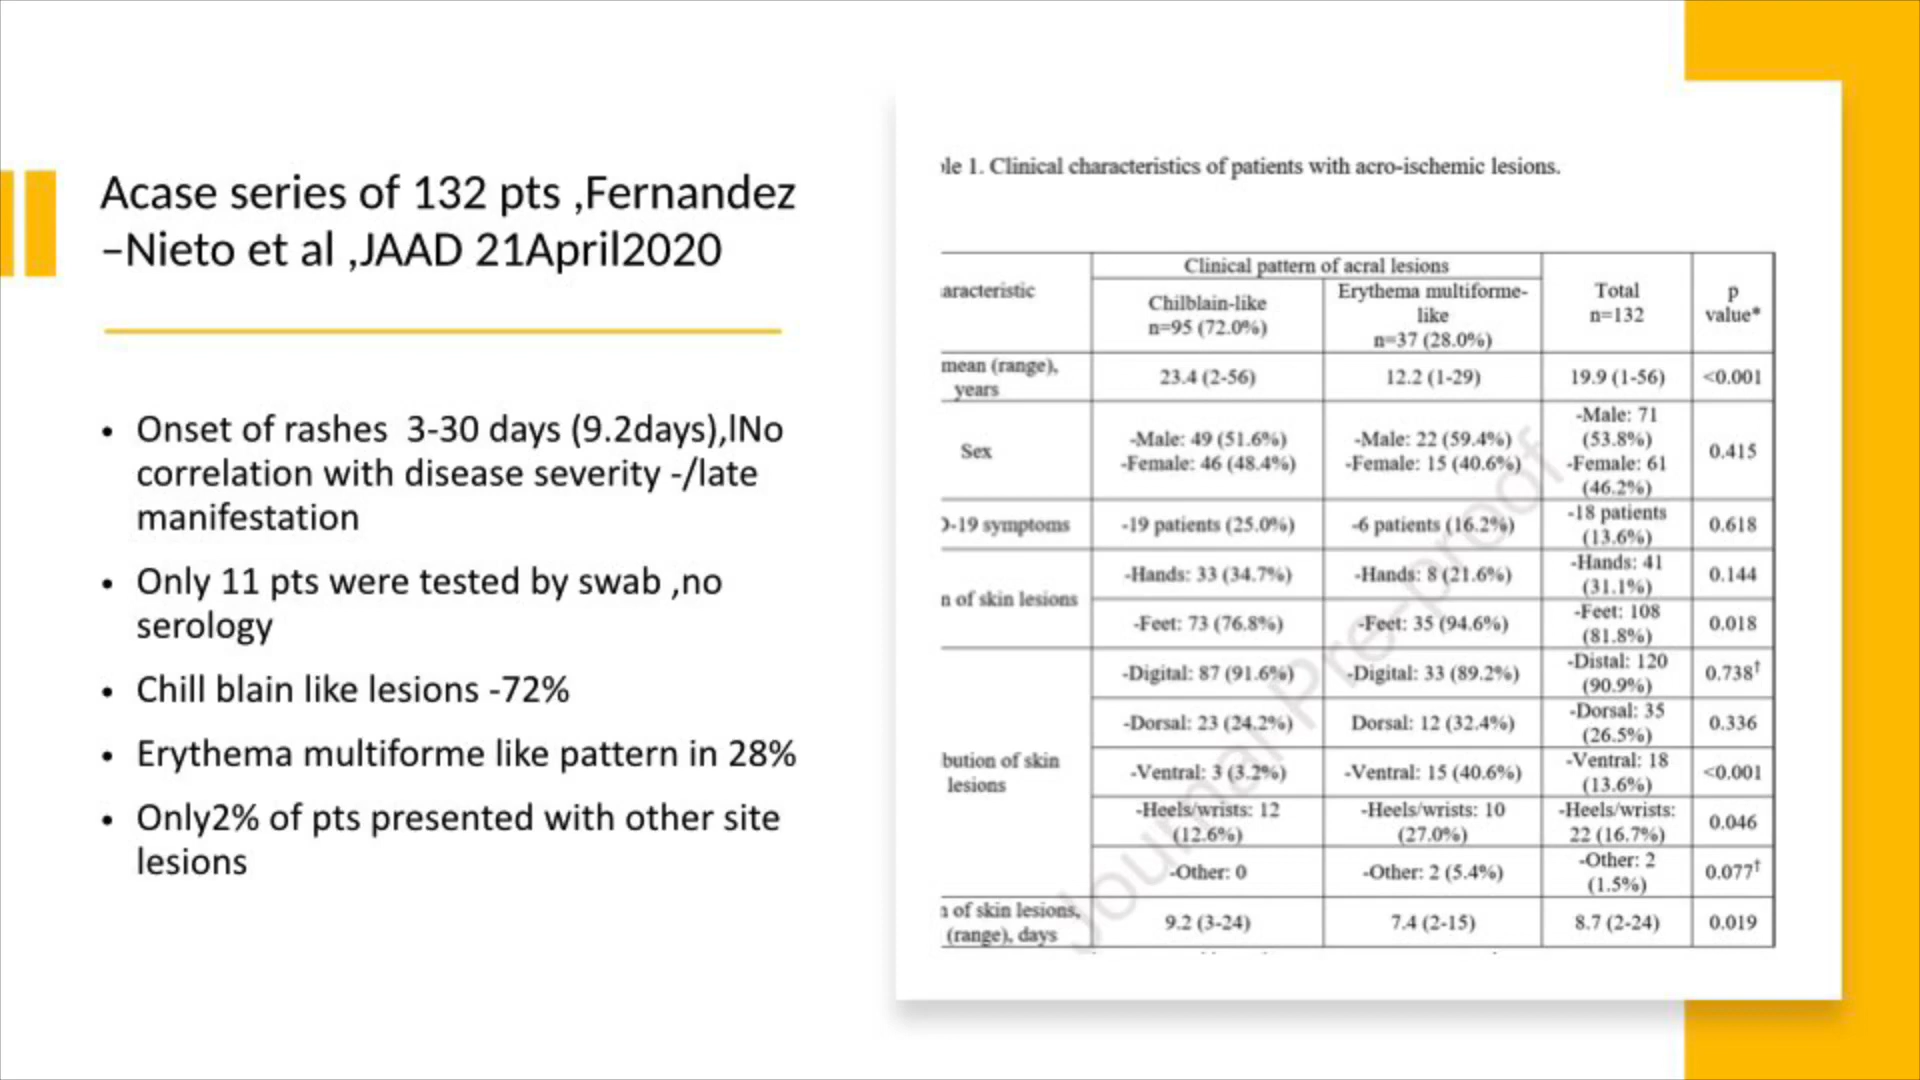 Acase series of 132 pts ,Fernandez
–Nieto et al ,JAAD 21April2020
• Onset of rashes 3-30 days (9.2days),lNo
correlation with disease severity -/late
manifestation
• Only 11 pts were tested by swab ,no
serology
• Chill blain like lesions -72%
• Erythema multiforme like pattern in 28%
• Only2% of pts presented with other site
lesions
ole 1. Clinical characteristics of patients with acro-ischemic lesions.
aracteristic
Clinical pattern of acral lesions
Chilblain-like
n=95 (72.0%)
Erythema multiforme-
like
n=37 (28.0%)
Total
n=132
p
value*
mean (range),
years
23.4 (2-56)
12.2 (1-29)
19.9 (1-56)
<0.001
Sex
-Male: 49 (51.6%)
-Female: 46 (48.4%)
-Male: 22 (59.4%)
-Female: 15 (40.6%)
-Male: 71
(53.8%)
-Female: 61
(46.2%)
0.415
D-19 symptoms
-19 patients (25.0%)
-6 patients (16.2%)
-18 patients
(13.6%)
0.618
n of skin lesions
-Hands: 33 (34.7%)
-Hands: 8 (21.6%)
-Hands: 41
(31.1%)
0.144
-Feet: 73 (76.8%)
-Feet: 35 (94.6%)
-Feet: 108
(81.8%)
0.018
bution of skin
lesions
-Digital: 87 (91.6%)
-Digital: 33 (89.2%)
-Distal: 120
(90.9%)
0.738†
-Dorsal: 23 (24.2%)
Dorsal: 12 (32.4%)
-Dorsal: 35
(26.5%)
0.336
-Ventral: 3 (3.2%)
-Ventral: 15 (40.6%)
-Ventral: 18
(13.6%)
<0.001
-Heels/wrists: 12
(12.6%)
-Heels/wrists: 10
(27.0%)
-Heels/wrists:
22 (16.7%)
0.046
-Other: 0
-Other: 2 (5.4%)
-Other: 2
(1.5%)
0.077†
n of skin lesions,
(range), days
9.2 (3-24)
7.4 (2-15)
8.7 (2-24)
0.019
Journal Pre-proof